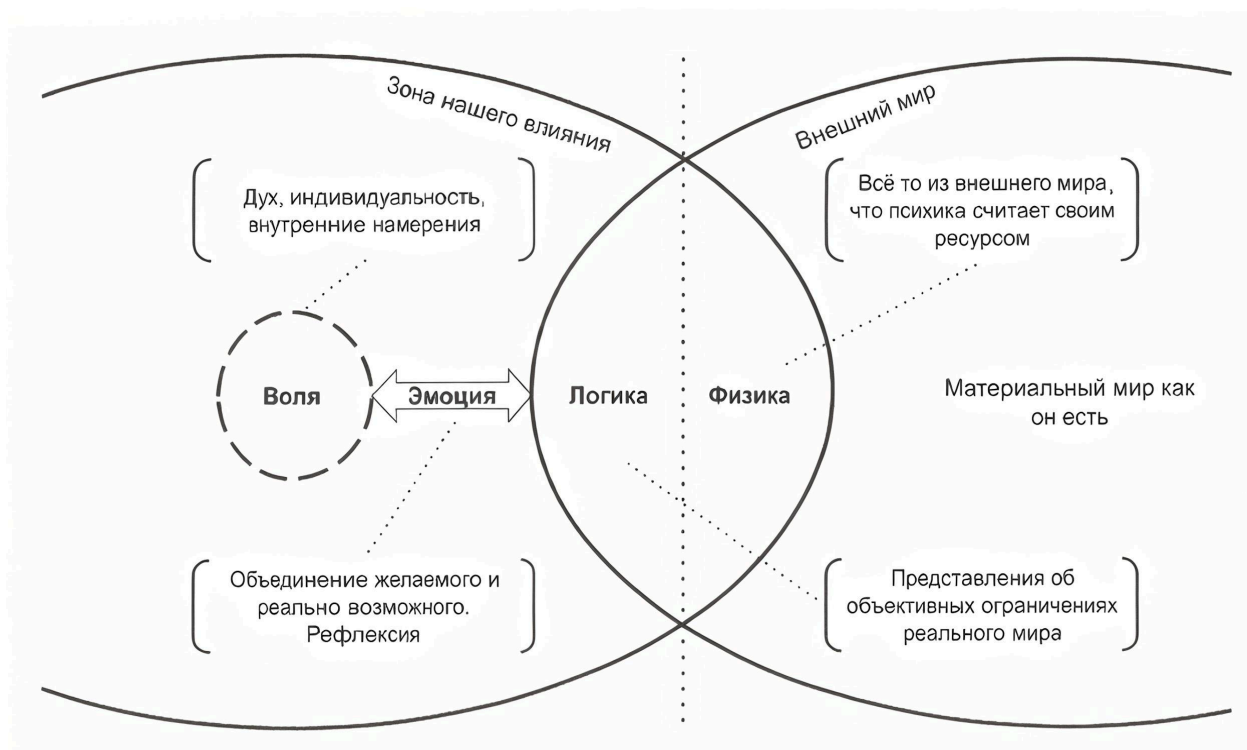 Зона нашего влияния
Внешний мир
Дух, индивидуальность,
внутренние намерения
Всё то из внешнего мира,
что психика считает своим
ресурсом
Воля
Эмоция
Логика
Физика
Материальный мир как
он есть
Объединение желаемого и
реально возможного.
Рефлексия
Представления об
объективных ограничениях
реального мира